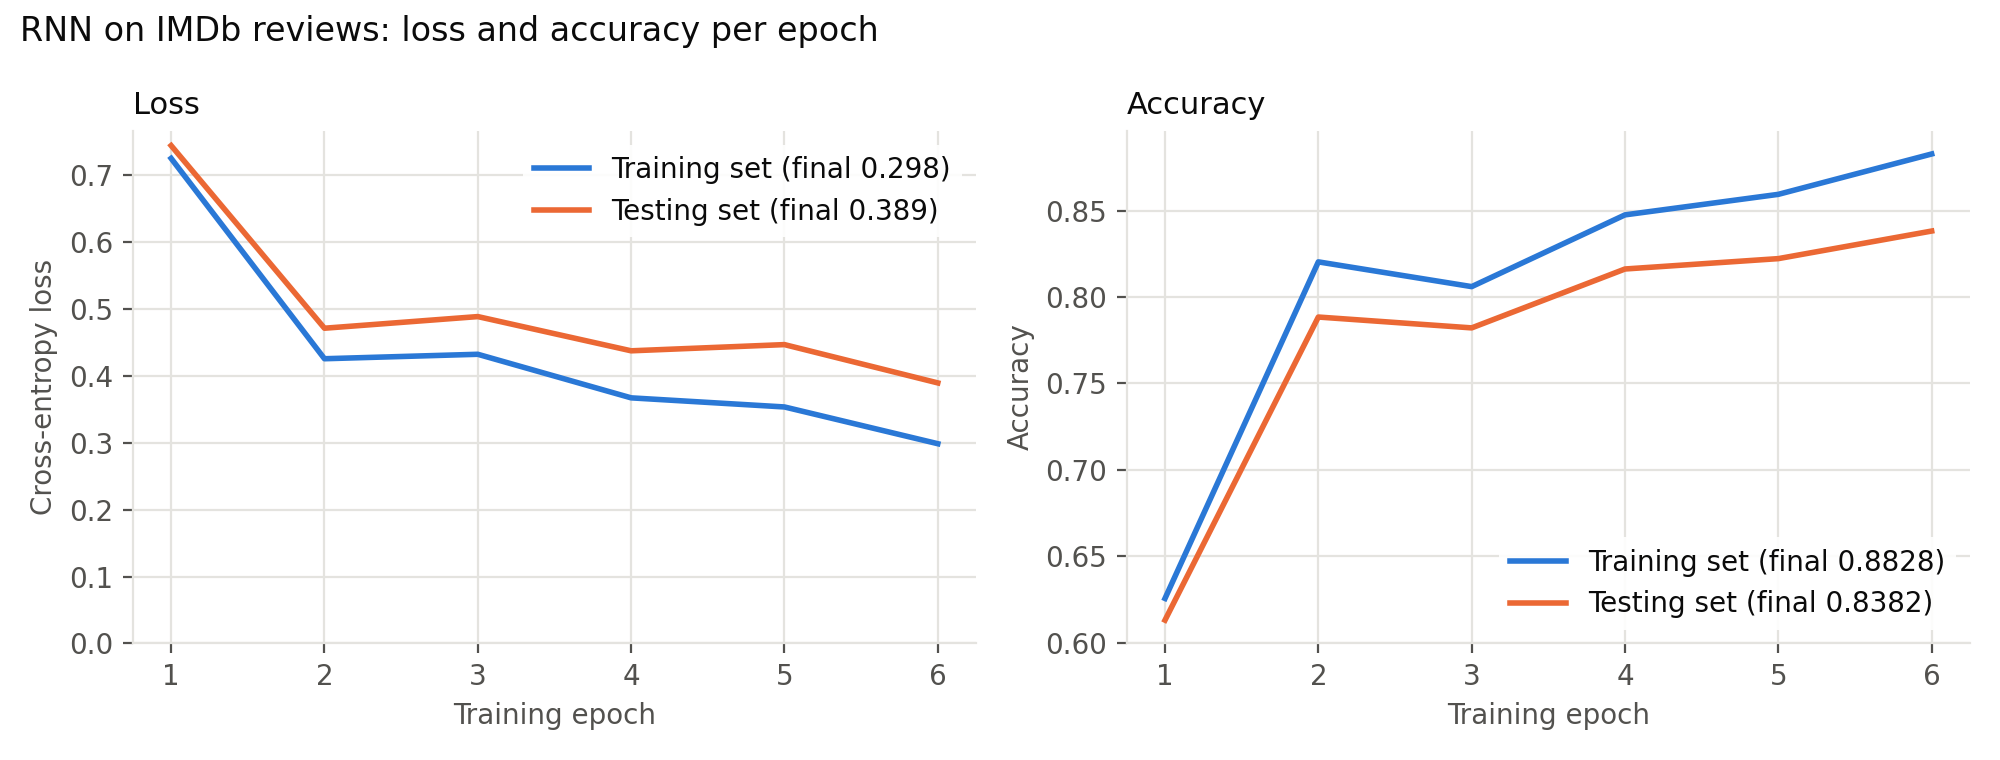 RNN on IMDb reviews: loss and accuracy per epoch
Loss
Cross-entropy loss
0.7
0.6
0.5
0.4
0.3
0.2
0.1
0.0
Training set (final 0.298)
Testing set (final 0.389)
1 2 3 4 5 6
Training epoch
Accuracy
Accuracy
0.85
0.80
0.75
0.70
0.65
0.60
Training set (final 0.8828)
Testing set (final 0.8382)
1 2 3 4 5 6
Training epoch